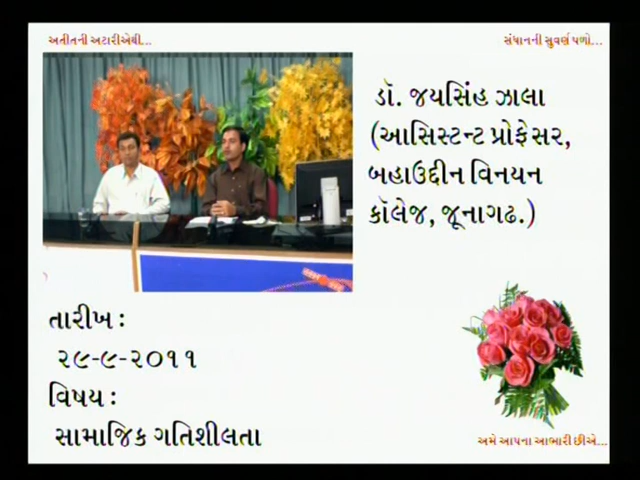 અતીતની અટારીએથી...
સંધાનની સુવર્ણ પળો...
ડૉ. જયસિંહ ઝાલા
(આસિસ્ટન્ટ પ્રોફેસર,
બહાઉદ્દીન વિનયન
કૉલેજ, જૂનાગઢ.)
તારીખ :
૨૯-૯-૨૦૧૧
વિષય :
સામાજિક ગતિશીલતા
અમે આપના આભારી છીએ...